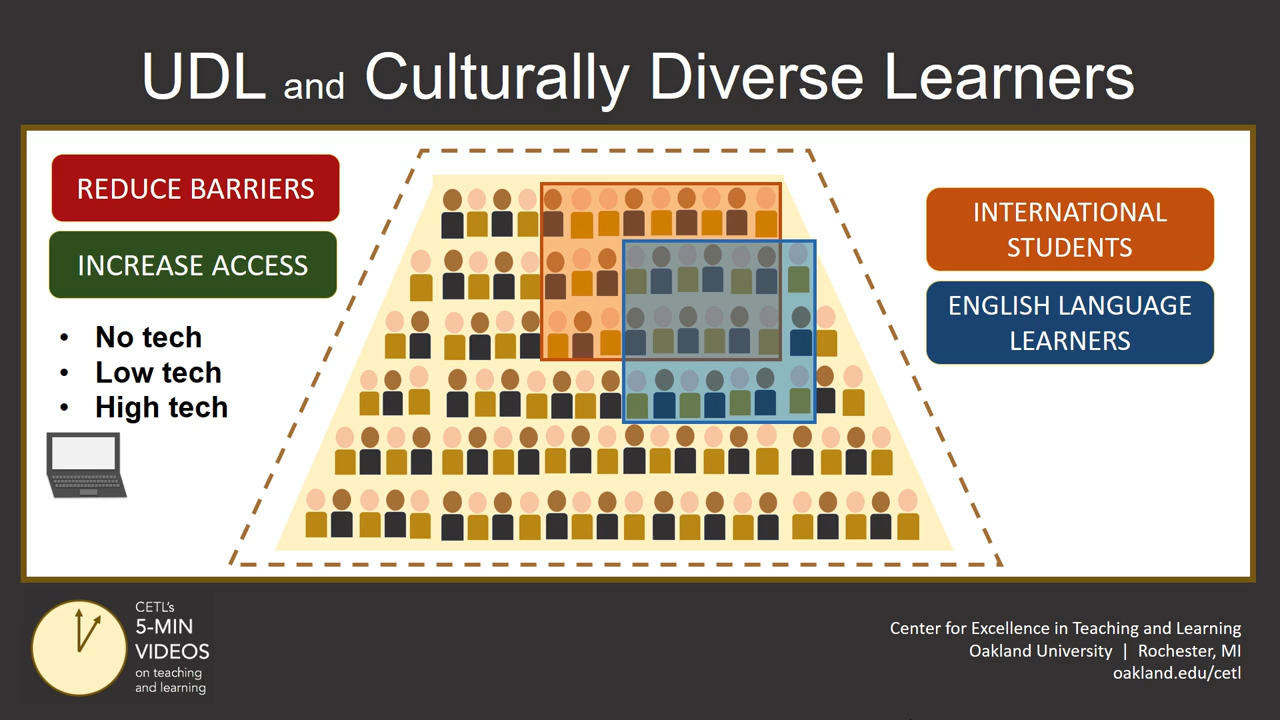 UDL and Culturally Diverse Learners
REDUCE BARRIERS
INCREASE ACCESS
• No tech
• Low tech
• High tech
INTERNATIONAL
STUDENTS
ENGLISH LANGUAGE
LEARNERS
CETL's
5-MIN
VIDEOS
on teaching
and learning
Center for Excellence in Teaching and Learning
Oakland University | Rochester, MI
oakland.edu/cetl